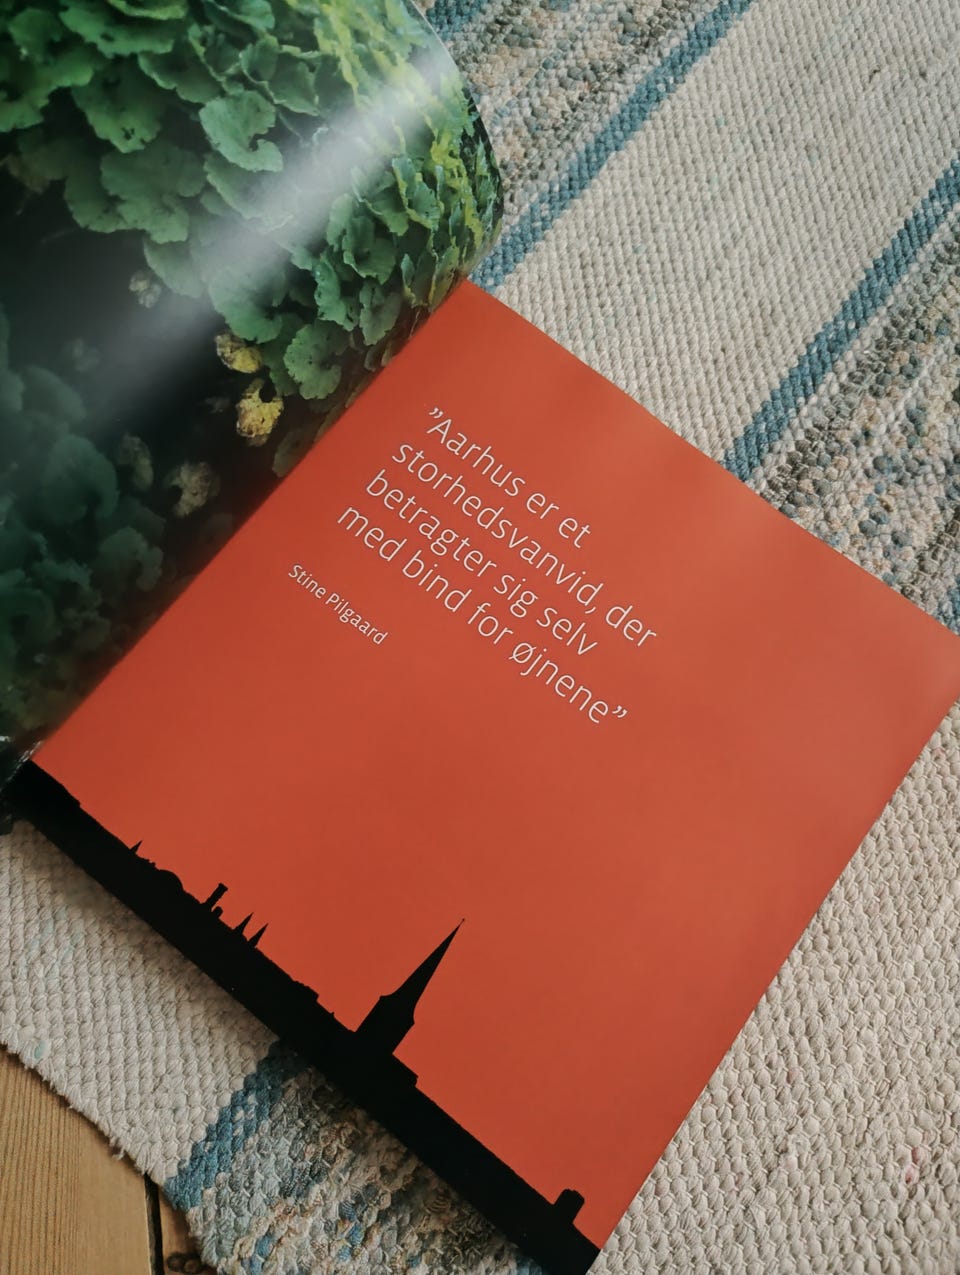 ”Aarhus er et
storhedsvanvid, der
betragter sig selv
med bind for øjnene”
Stine Pilgaard